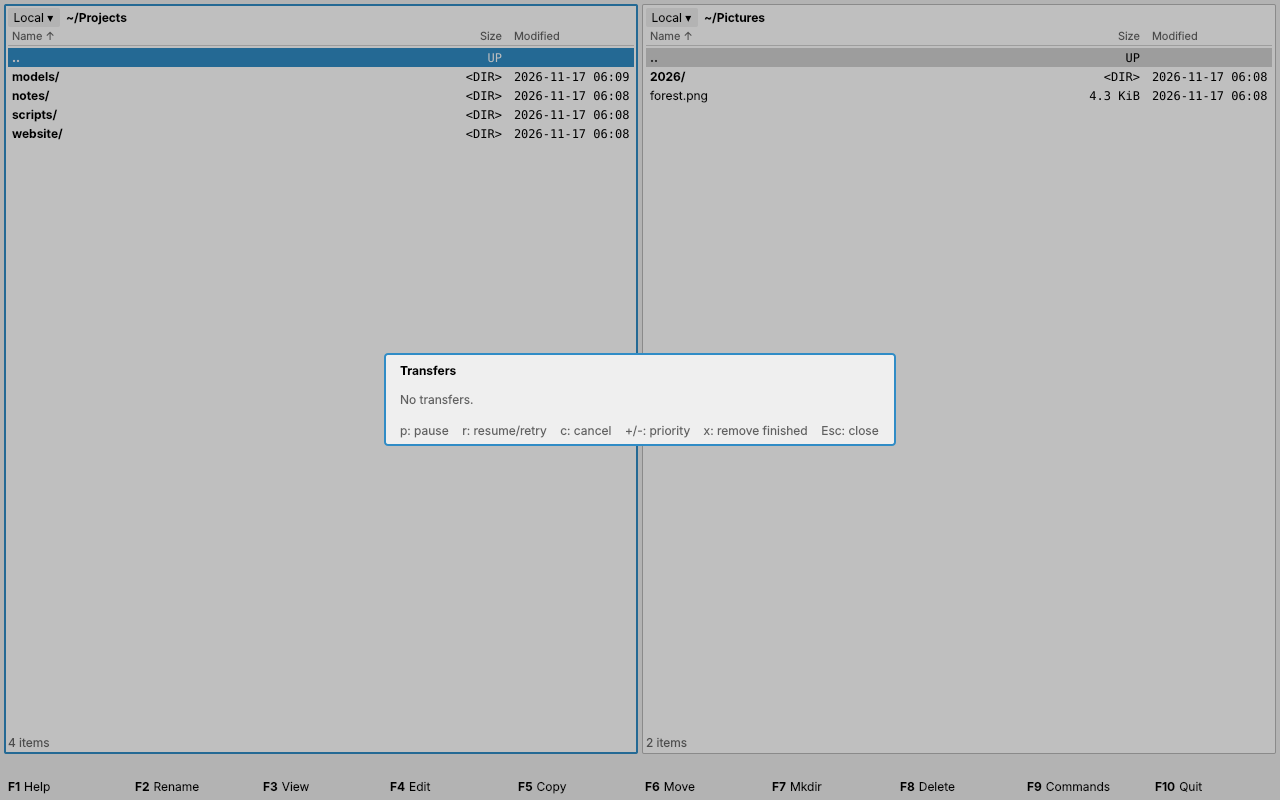 Local ▾ ~/Projects
Name ↑ Size Modified
.. UP
models/ <DIR> 2026-11-17 06:09
notes/ <DIR> 2026-11-17 06:08
scripts/ <DIR> 2026-11-17 06:08
website/ <DIR> 2026-11-17 06:08
4 items
Local ▾ ~/Pictures
Name ↑ Size Modified
.. UP
2026/ <DIR> 2026-11-17 06:08
forest.png 4.3 KiB 2026-11-17 06:08
2 items
Transfers
No transfers.
p: pause r: resume/retry c: cancel +/-: priority x: remove finished Esc: close
F1 Help F2 Rename F3 View F4 Edit F5 Copy F6 Move F7 Mkdir F8 Delete F9 Commands F10 Quit